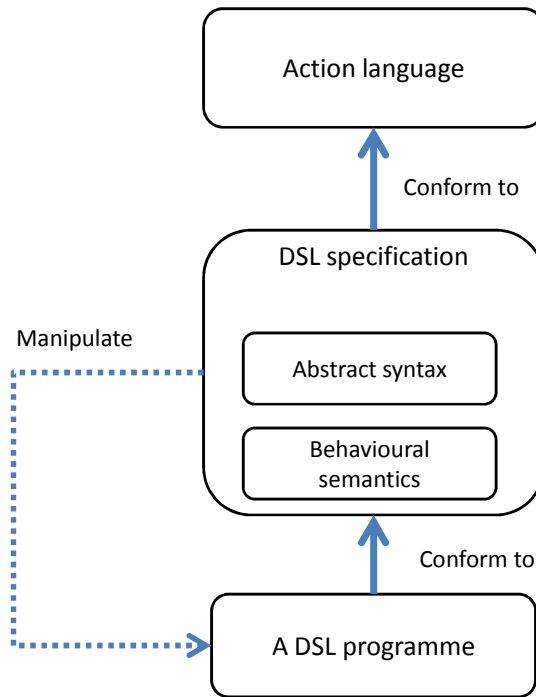 Action language
Conform to
DSL specification
Manipulate
Abstract syntax
Behavioural
semantics
Conform to
A DSL programme